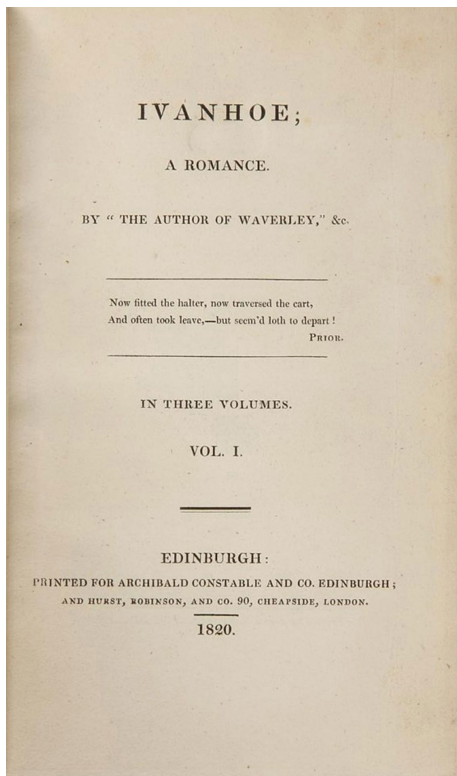 IVANHOE;
A ROMANCE.
BY "THE AUTHOR OF WAVERLEY," &c.
Now fitted the halter, now traversed the cart,
And often took leave,—but seem'd loth to depart!
PRIOR.
IN THREE VOLUMES.
VOL. I.
EDINBURGH:
PRINTED FOR ARCHIBALD CONSTABLE AND CO. EDINBURGH;
AND HURST, ROBINSON, AND CO. 90, CHEAPSIDE, LONDON.
1820.